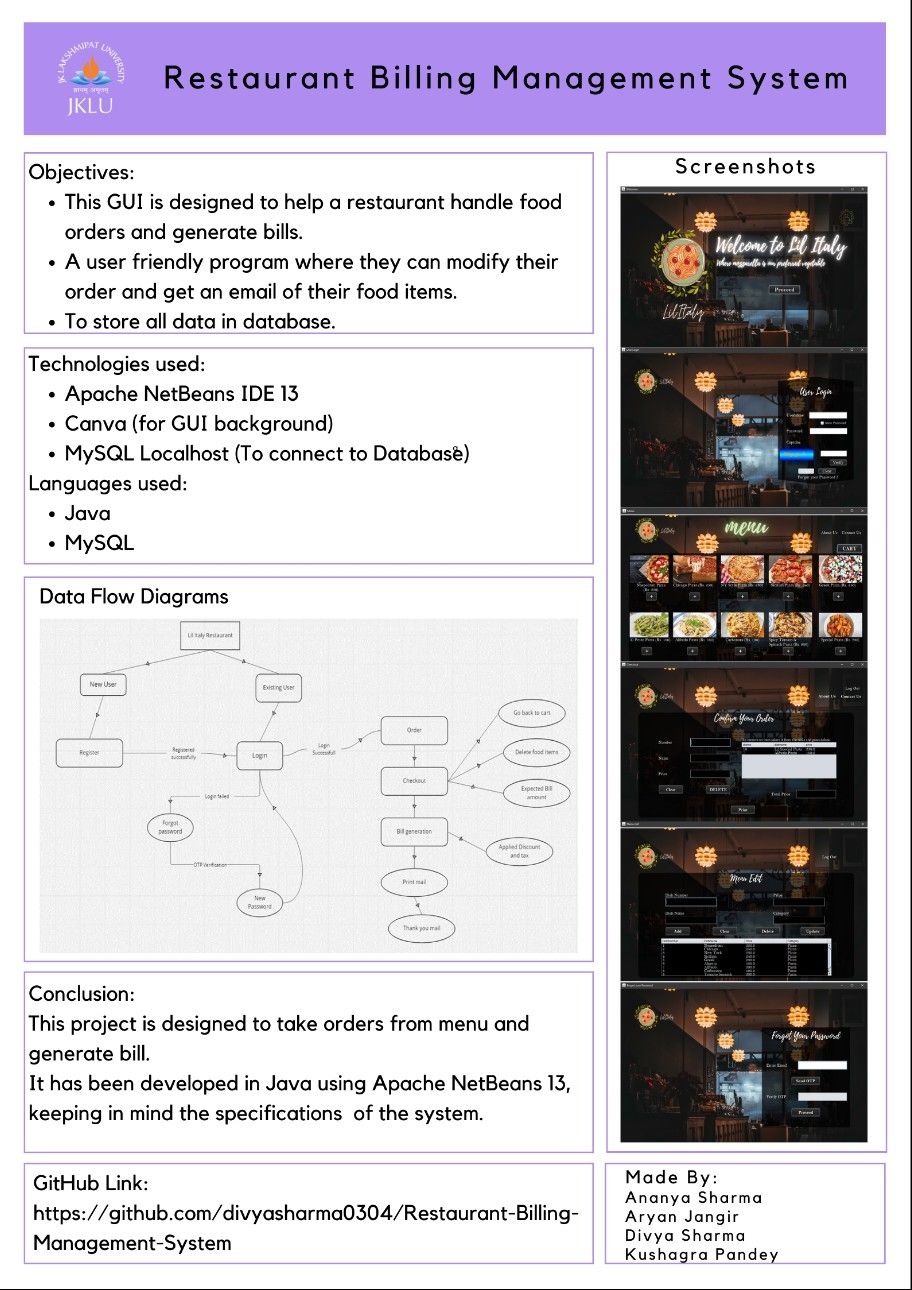 JK LAKSHMIPAT UNIVERSITY
JKLU
Restaurant Billing Management System
Objectives:
• This GUI is designed to help a restaurant handle food
orders and generate bills.
• A user friendly program where they can modify their
order and get an email of their food items.
• To store all data in database.
Technologies used:
• Apache NetBeans IDE 13
• Canva (for GUI background)
• MySQL Localhost (To connect to Database)
Languages used:
• Java
• MySQL
Data Flow Diagrams
Lil Italy Restaurant
New User
Existing User
Register
Registered
successfully
Login
Login
Successfull
Login failed
Forgot
password
OTP Verification
New
Password
Order
Checkout
Go back to cart
Delete food items
Expected Bill
amount
Bill generation
Applied Discount
and tax
Print mail
Thank you mail
Conclusion:
This project is designed to take orders from menu and
generate bill.
It has been developed in Java using Apache NetBeans 13,
keeping in mind the specifications of the system.
GitHub Link:
https://github.com/divyasharma0304/Restaurant-Billing-
Management-System
Screenshots
Welcome to Lil Italy
Where mozzarella is our preferred vegetable
Proceed
Lil Italy
User Login
Username
Password
Captcha
Verify
Forgot your Password ?
menu
About Us Contact Us
CART
Log Out
About Us Contact Us
Confirm Your Order
Number
Name
Price
Clear
DELETE
Total Price
Print
Log Out
Menu Edit
Dish Number
Price
Dish Name
Category
Add
Clear
Delete
Update
Forgot Your Password
Enter Email
Send OTP
Verify OTP
Proceed
Made By:
Ananya Sharma
Aryan Jangir
Divya Sharma
Kushagra Pandey